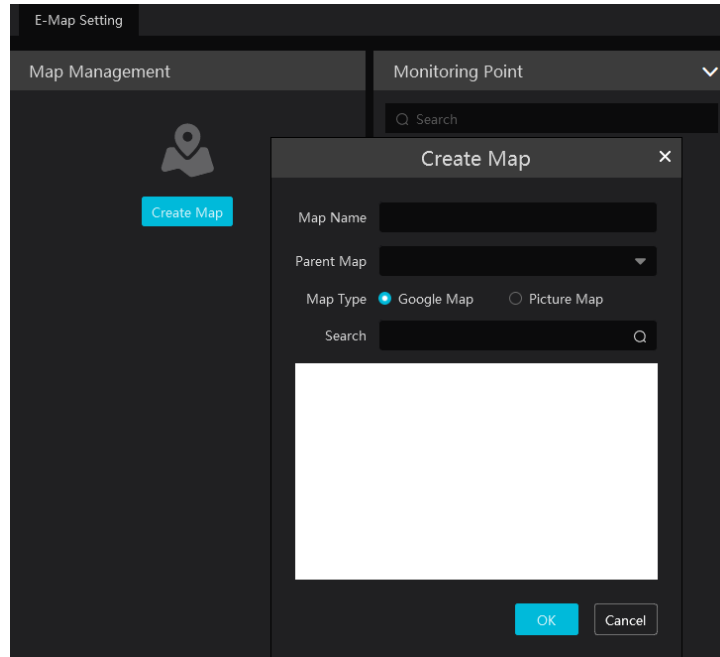 E-Map Setting
Map Management
Monitoring Point
Search
Create Map
Create Map
Map Name
Parent Map
Map Type Google Map Picture Map
Search
OK Cancel